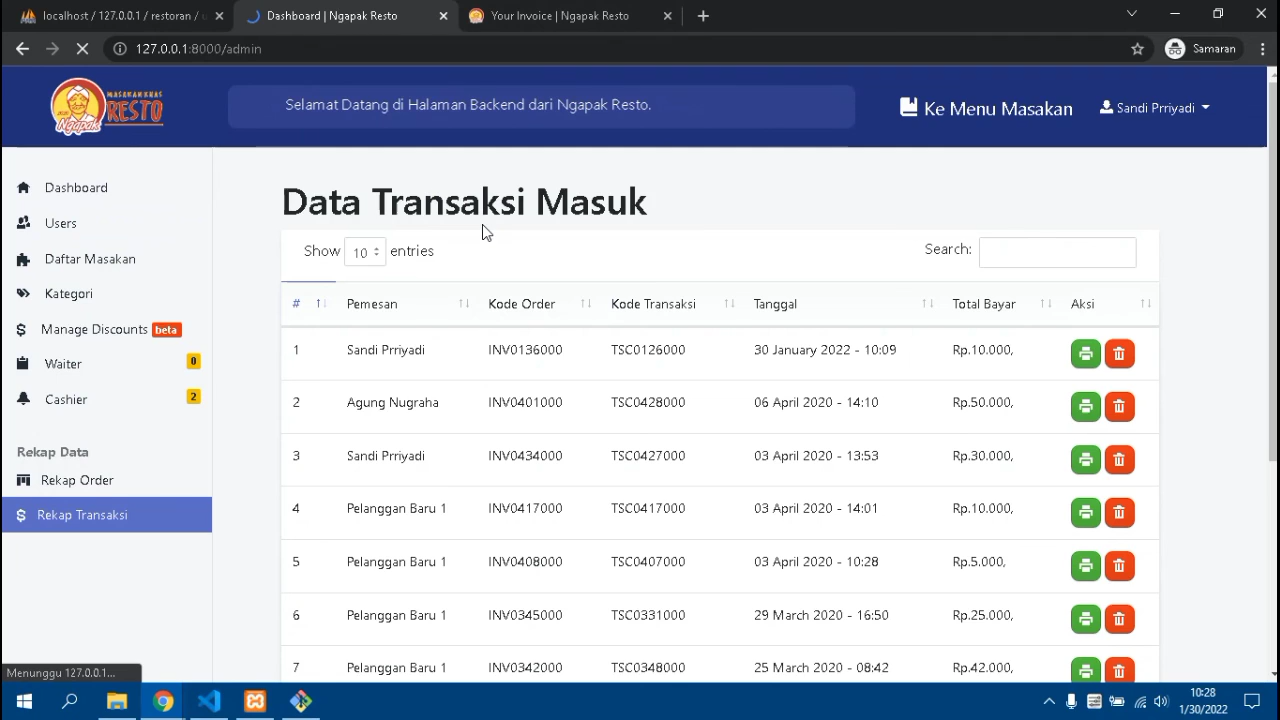 localhost / 127.0.0.1 / restoran /
Dashboard | Ngapak Resto
Your Invoice | Ngapak Resto
127.0.0.1:8000/admin
Samaran
MASAKAN KHAS
RESTO
Ngapak
Selamat Datang di Halaman Backend dari Ngapak Resto.
Ke Menu Masakan
Sandi Prriyadi
Dashboard
Users
Daftar Masakan
Kategori
Manage Discounts beta
Waiter 0
Cashier 2
Rekap Data
Rekap Order
Rekap Transaksi
Data Transaksi Masuk
Show 10 entries
Search:
# Pemesan Kode Order Kode Transaksi Tanggal Total Bayar Aksi
1 Sandi Prriyadi INV0136000 TSC0126000 30 January 2022 - 10:09 Rp.10.000,
2 Agung Nugraha INV0401000 TSC0428000 06 April 2020 - 14:10 Rp.50.000,
3 Sandi Prriyadi INV0434000 TSC0427000 03 April 2020 - 13:53 Rp.30.000,
4 Pelanggan Baru 1 INV0417000 TSC0417000 03 April 2020 - 14:01 Rp.10.000,
5 Pelanggan Baru 1 INV0408000 TSC0407000 03 April 2020 - 10:28 Rp.5.000,
6 Pelanggan Baru 1 INV0345000 TSC0331000 29 March 2020 - 16:50 Rp.25.000,
7 Pelanggan Baru 1 INV0342000 TSC0348000 25 March 2020 - 08:42 Rp.42.000,
Menunggu 127.0.0.1...
10:28
1/30/2022